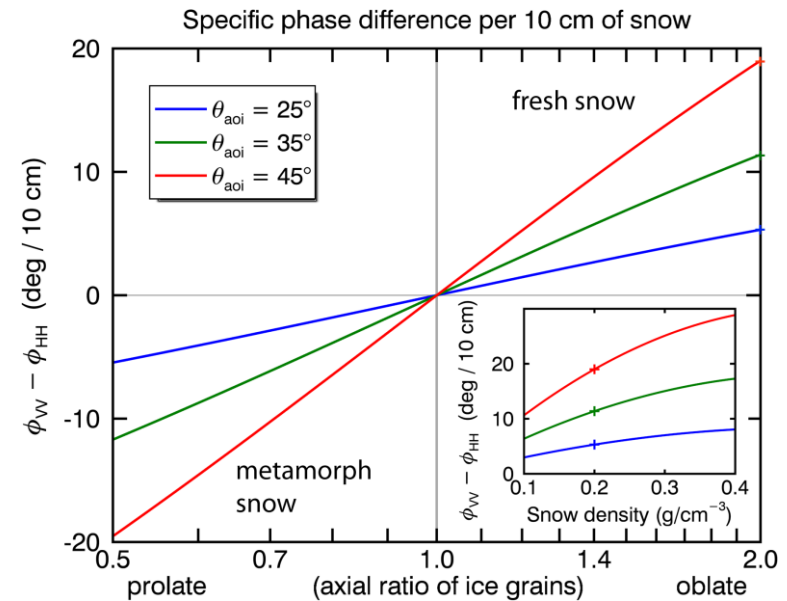 Specific phase difference per 10 cm of snow
20
10
0
-10
-20
ϕVV − ϕHH (deg / 10 cm)
θaoi = 25°
θaoi = 35°
θaoi = 45°
fresh snow
metamorph
snow
ϕVV − ϕHH (deg / 10 cm)
20
10
0
0.1 0.2 0.3 0.4
Snow density (g/cm−3)
0.5 0.7 1.0 1.4 2.0
prolate (axial ratio of ice grains) oblate